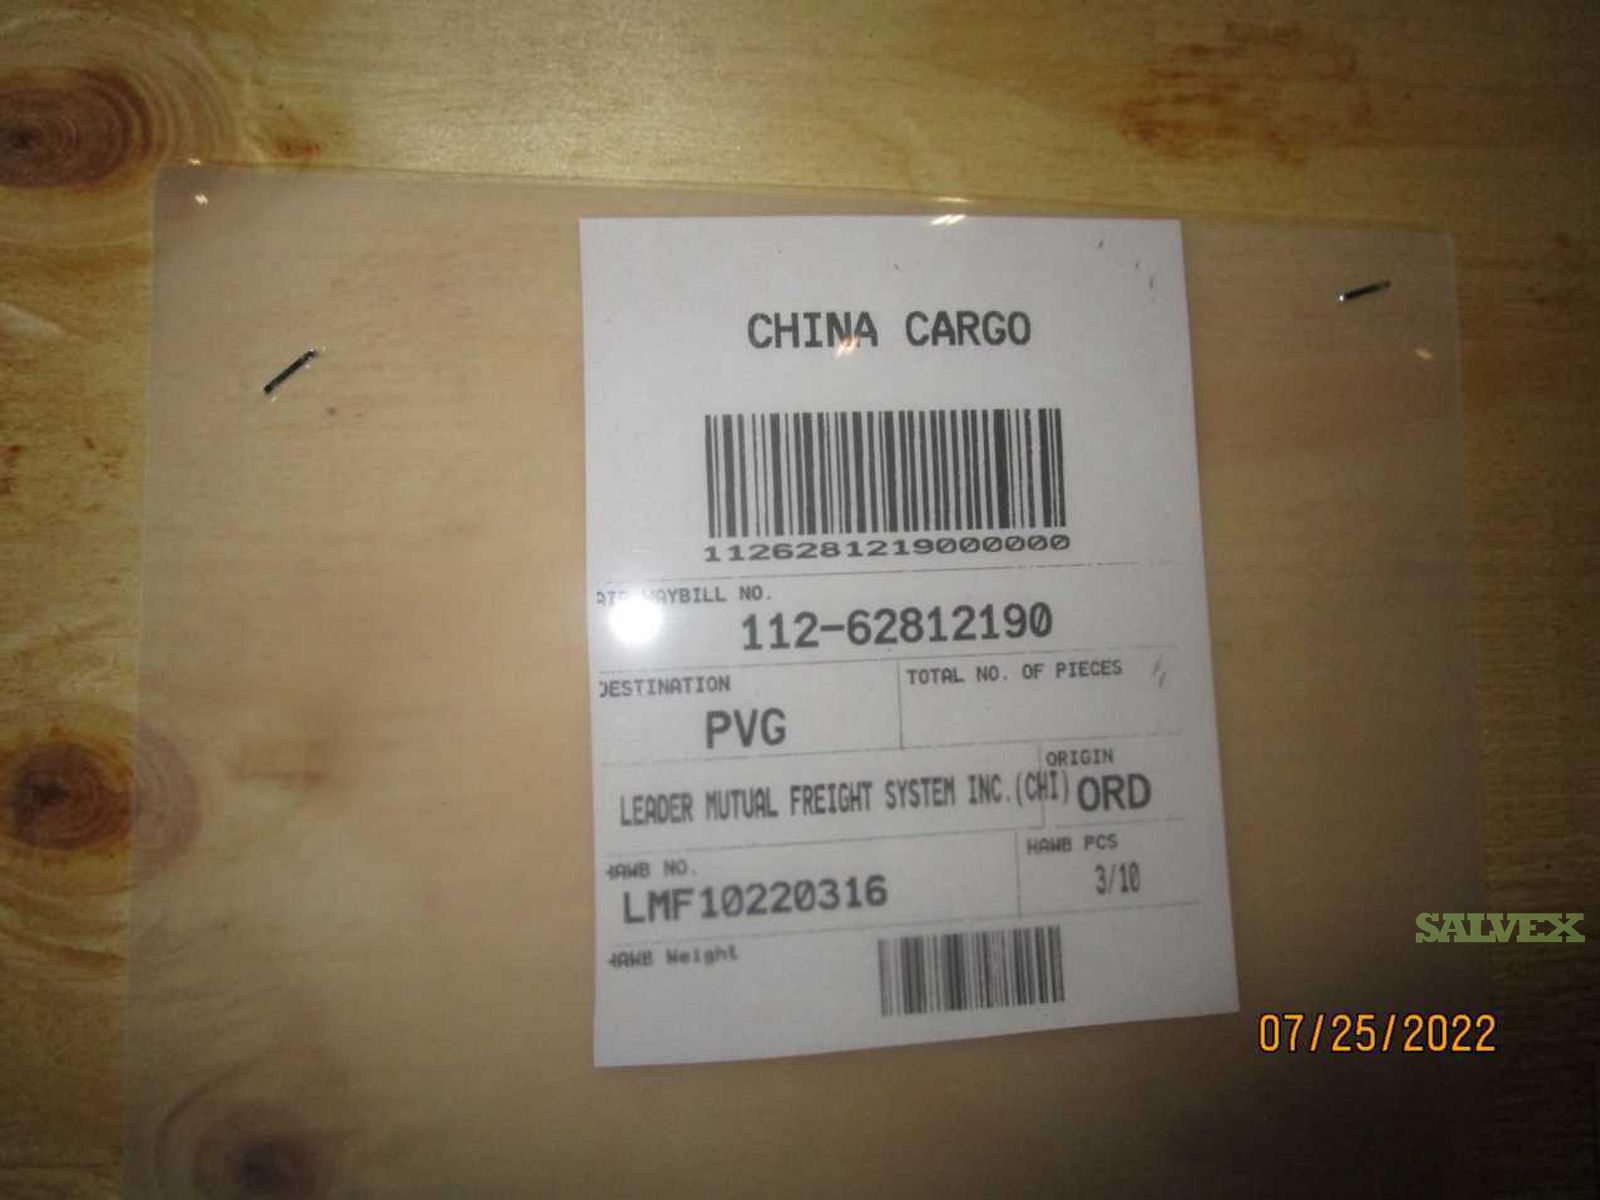 CHINA CARGO
1126281219000000
WAYBILL NO.
112-62812190
DESTINATION
TOTAL NO. OF PIECES
PVG
ORIGIN
LEADER MUTUAL FREIGHT SYSTEM INC.(CHI)
ORD
HAWB NO.
HAWB PCS
LMF10220316
3/10
HAWB Weight
SALVEX
07/25/2022